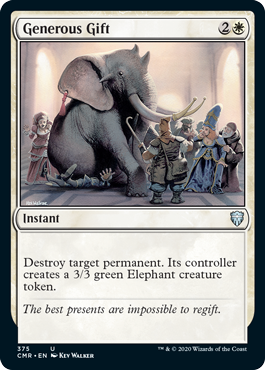 Generous Gift 2
Instant
Destroy target permanent. Its controller
creates a 3/3 green Elephant creature
token.
The best presents are impossible to regift.
375 U
CMR • EN KEV WALKER ™ & © 2020 Wizards of the Coast